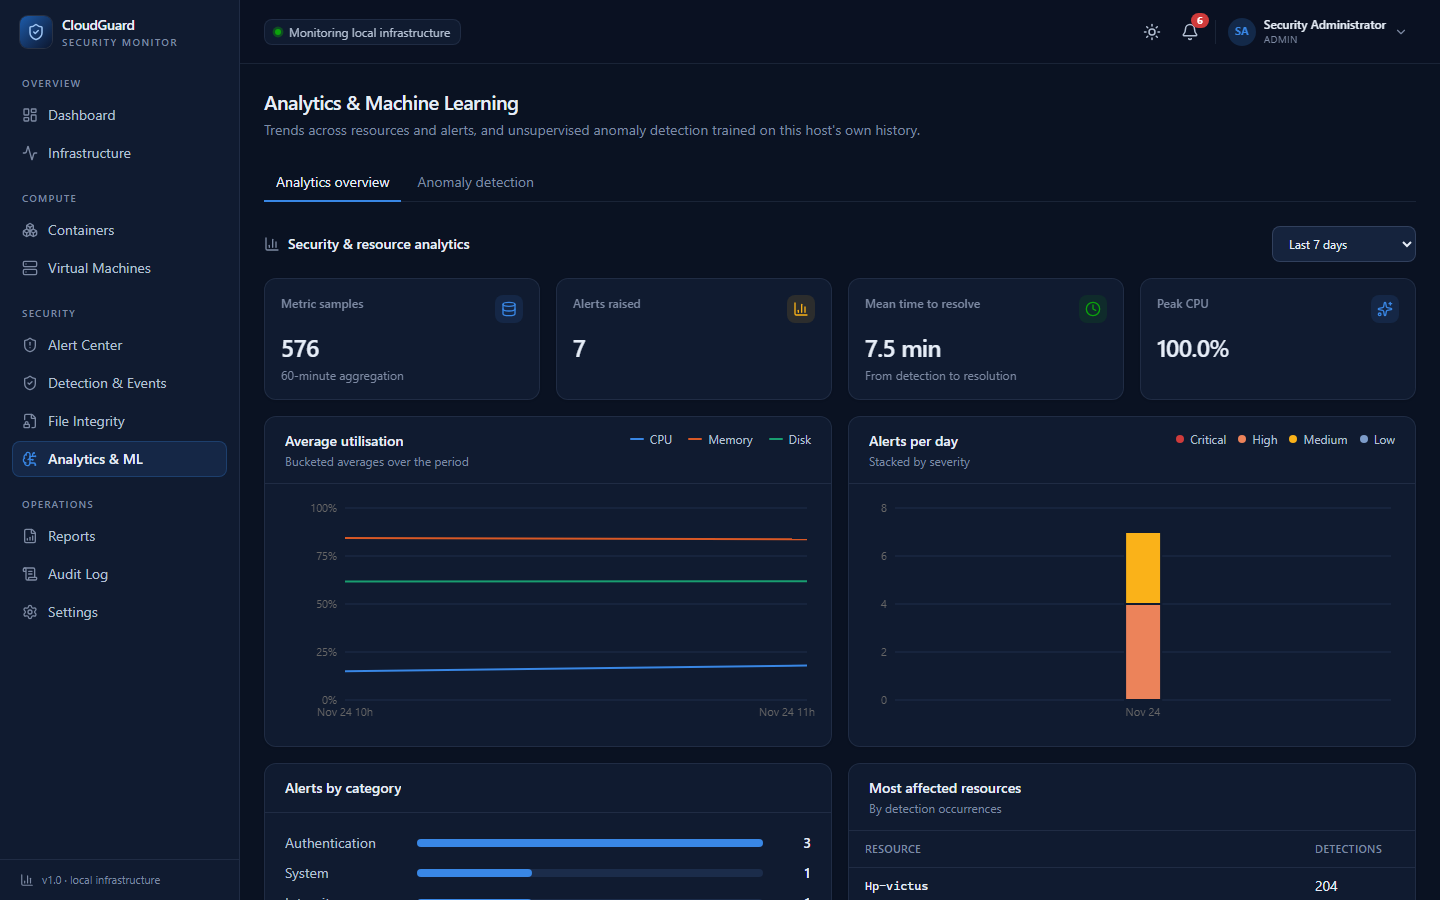 CloudGuard
SECURITY MONITOR
OVERVIEW
Dashboard
Infrastructure
COMPUTE
Containers
Virtual Machines
SECURITY
Alert Center
Detection & Events
File Integrity
Analytics & ML
OPERATIONS
Reports
Audit Log
Settings
v1.0 · local infrastructure
Monitoring local infrastructure
6
SA
Security Administrator
ADMIN
Analytics & Machine Learning
Trends across resources and alerts, and unsupervised anomaly detection trained on this host's own history.
Analytics overview
Anomaly detection
Security & resource analytics
Last 7 days
Metric samples
576
60-minute aggregation
Alerts raised
7
Mean time to resolve
7.5 min
From detection to resolution
Peak CPU
100.0%
Average utilisation
Bucketed averages over the period
CPU
Memory
Disk
100%
75%
50%
25%
0%
Nov 24 10h
Nov 24 11h
Alerts per day
Stacked by severity
Critical
High
Medium
Low
8
6
4
2
0
Nov 24
Alerts by category
Authentication 3
System 1
Most affected resources
By detection occurrences
RESOURCE DETECTIONS
Hp-victus 204